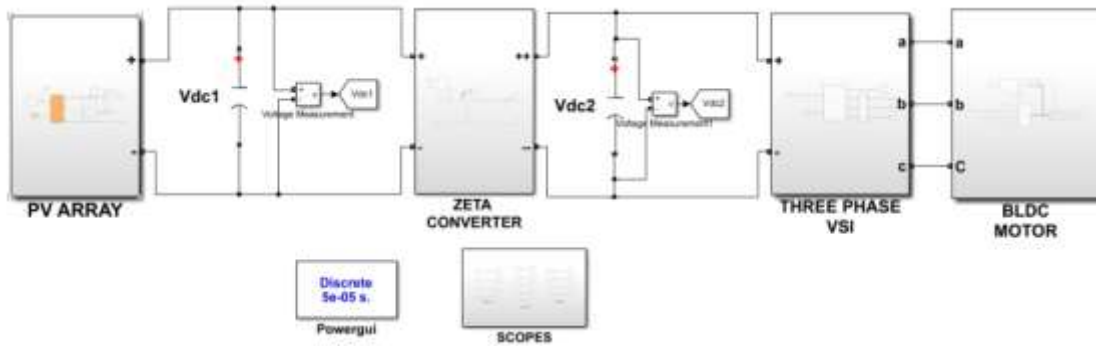 +
-
PV ARRAY
Vdc1
+
-
v
Vdc1
Voltage Measurement
+
-
++
--
ZETA
CONVERTER
Vdc2
+
-
v
Vdc2
Voltage Measurement1
+
-
a
b
c
THREE PHASE
VSI
a
b
C
BLDC
MOTOR
Discrete
5e-05 s.
Powergui
SCOPES